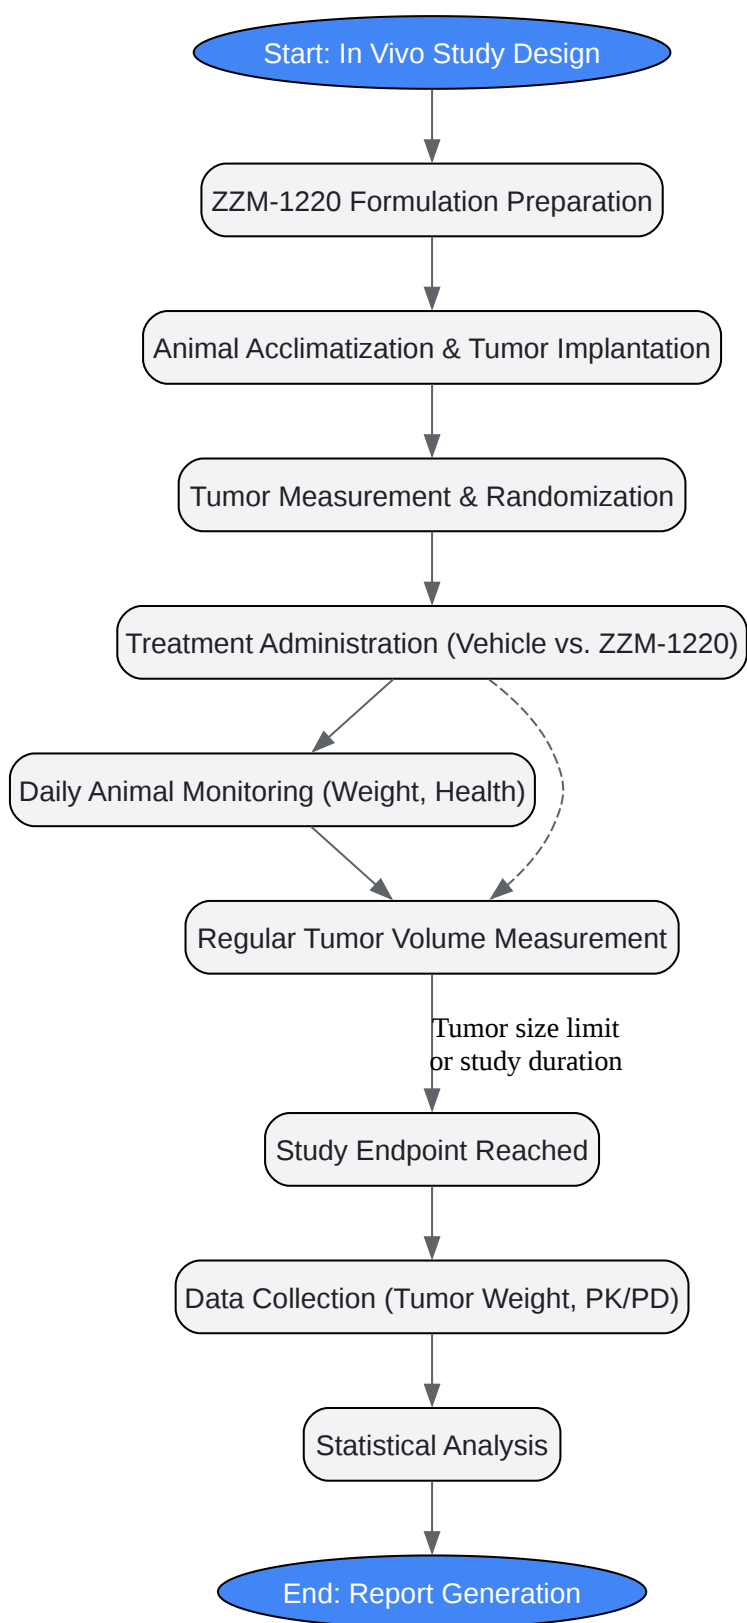 Start: In Vivo Study Design
ZZM-1220 Formulation Preparation
Animal Acclimatization & Tumor Implantation
Tumor Measurement & Randomization
Treatment Administration (Vehicle vs. ZZM-1220)
Daily Animal Monitoring (Weight, Health)
Regular Tumor Volume Measurement
Tumor size limit
or study duration
Study Endpoint Reached
Data Collection (Tumor Weight, PK/PD)
Statistical Analysis
End: Report Generation